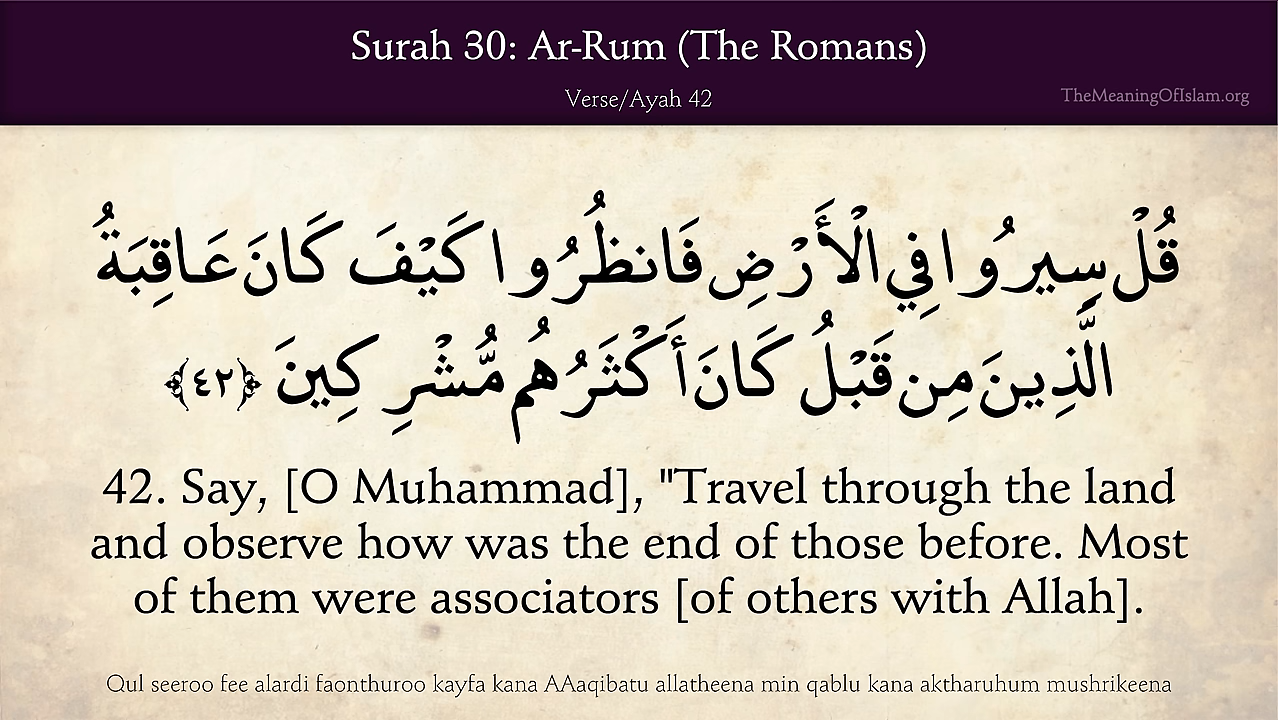 Surah 30: Ar-Rum (The Romans)
Verse/Ayah 42
TheMeaningOfIslam.org
قُلْ سِيرُوا فِي الْأَرْضِ فَانظُرُوا كَيْفَ كَانَ عَاقِبَةُ
الَّذِينَ مِن قَبْلُ كَانَ أَكْثَرُهُم مُّشْرِكِينَ ﴿٤٢﴾
42. Say, [O Muhammad], "Travel through the land
and observe how was the end of those before. Most
of them were associators [of others with Allah].
Qul seeroo fee alardi faonthuroo kayfa kana AAaqibatu allatheena min qablu kana aktharuhum mushrikeena